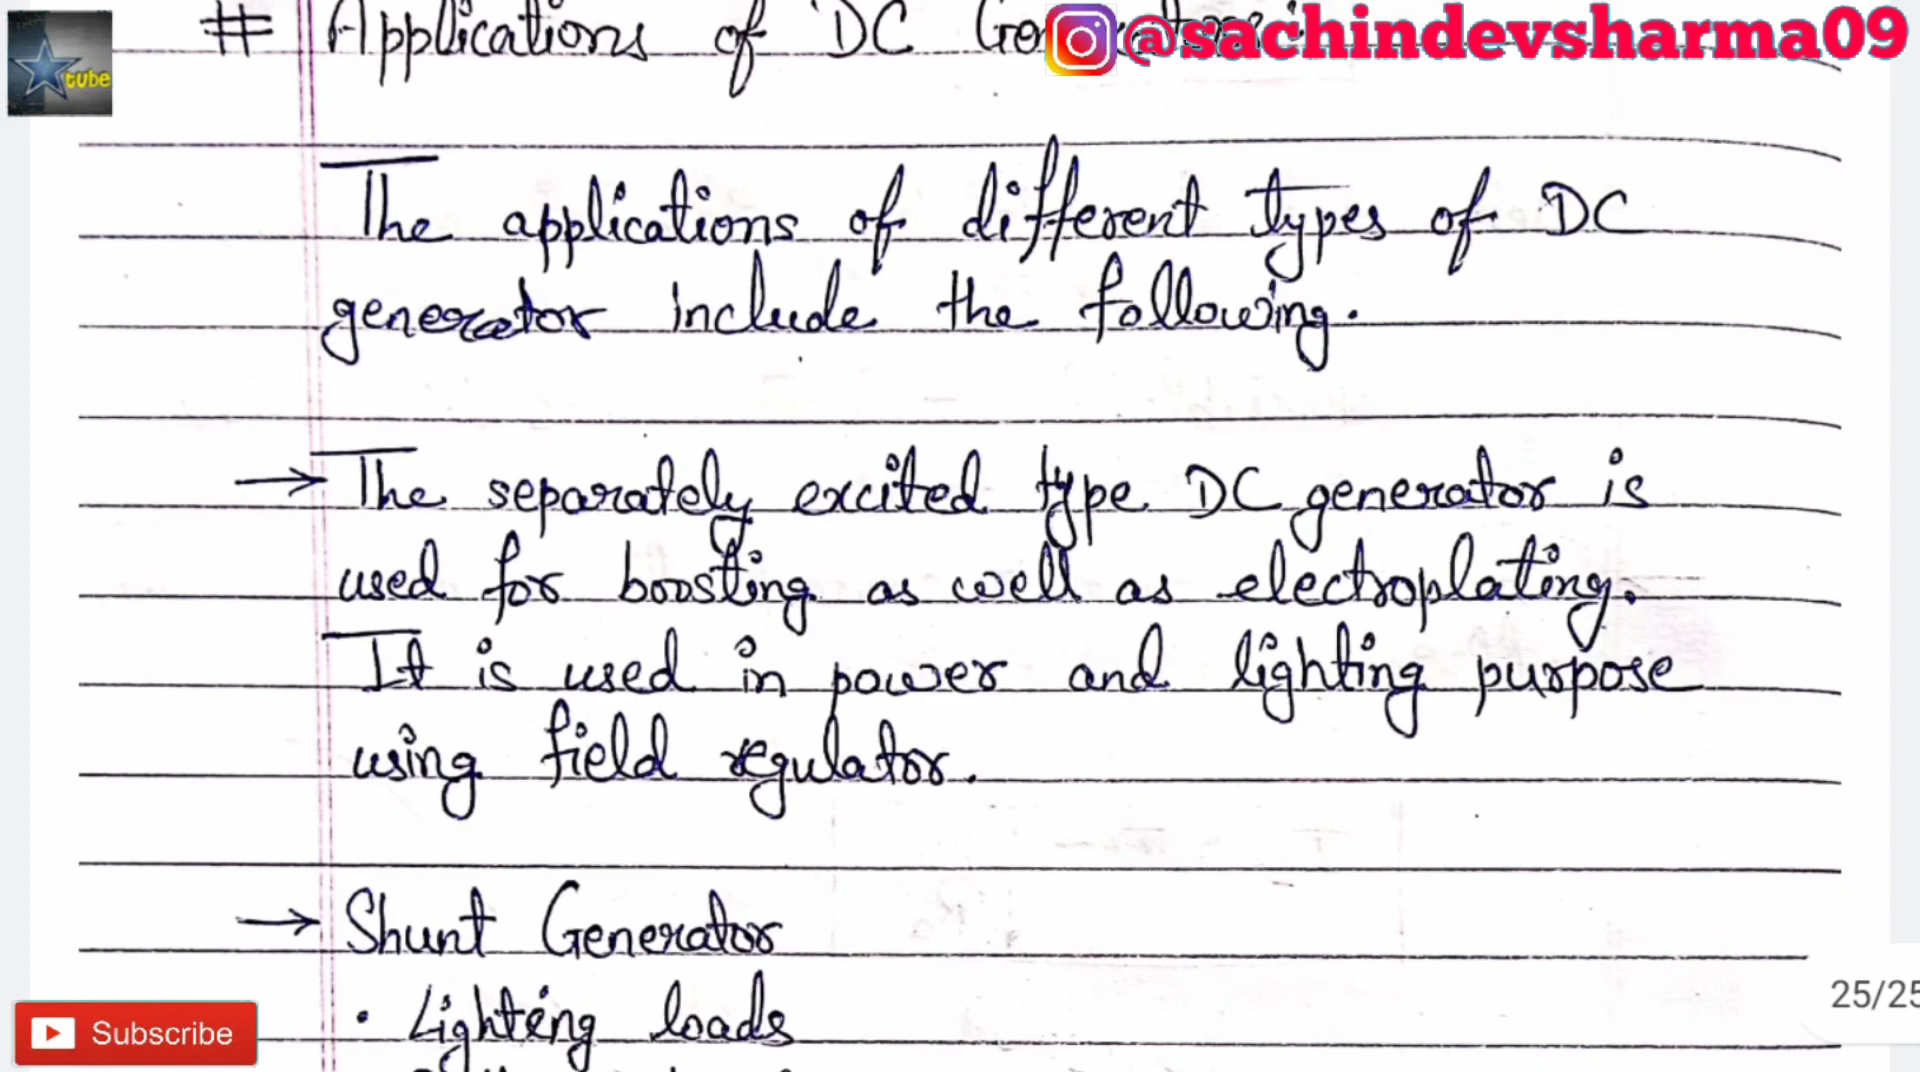 # Applications of DC
@sachindevsharma09
tube
The applications of different types of DC
generator include the following.
→ The separately excited type DC generator is
used for boosting as well as electroplating.
It is used in power and lighting purpose
using field regulator.
→ Shunt Generator
25/25
• Lighting loads
Subscribe